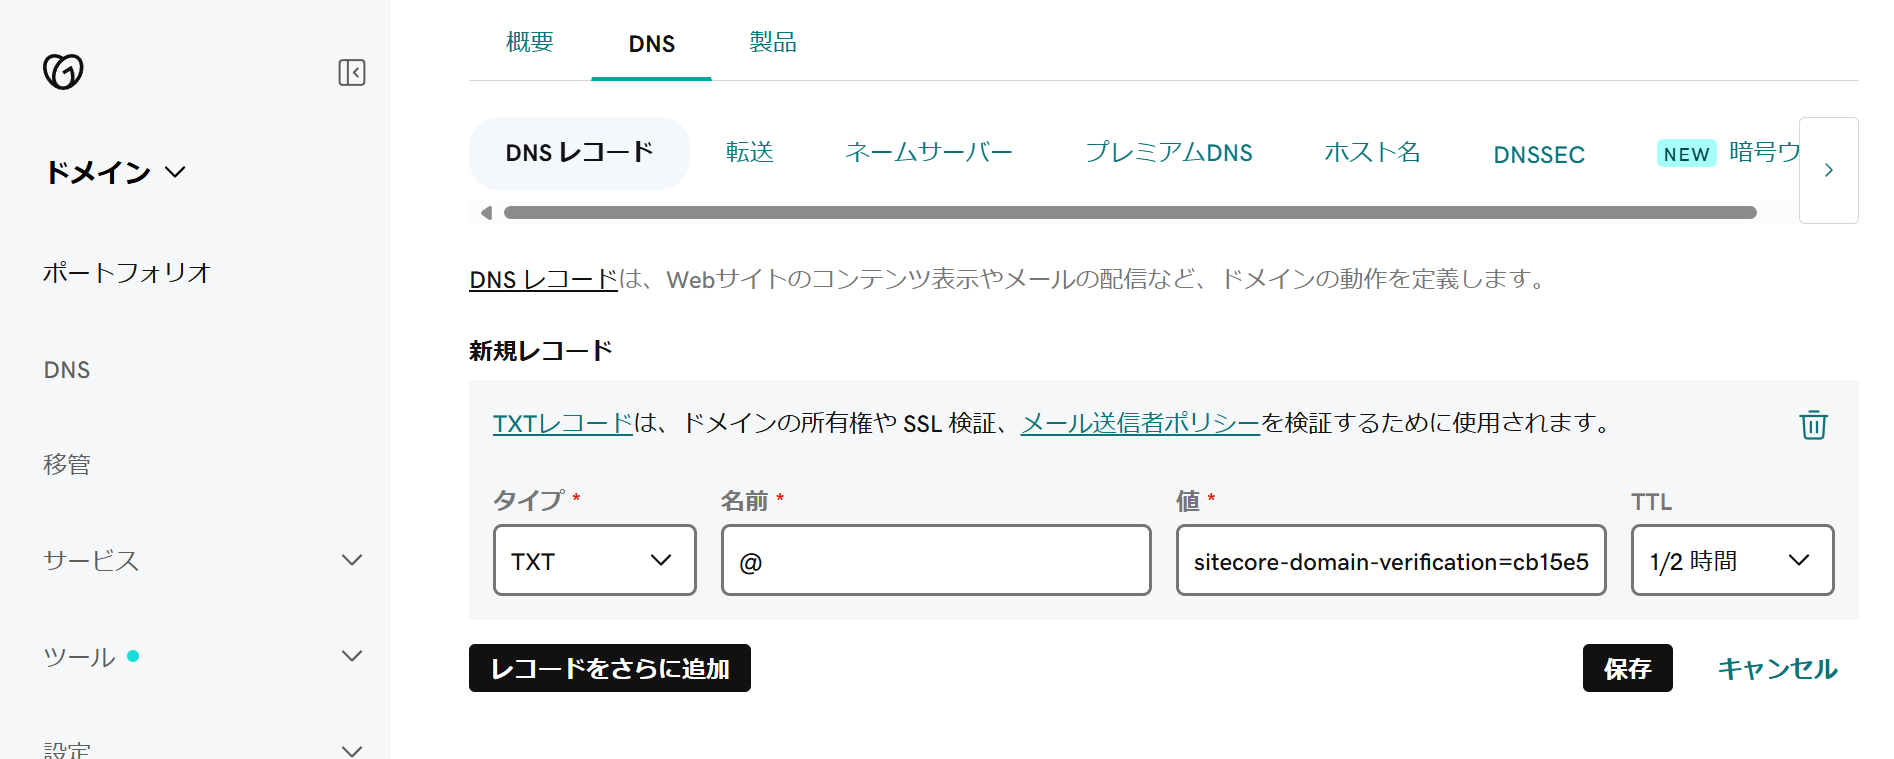 概要
DNS
製品
DNS レコード
転送
ネームサーバー
プレミアムDNS
ホスト名
DNSSEC
NEW 暗号ウ
ドメイン
ポートフォリオ
DNS
移管
サービス
ツール
設定
DNS レコードは、Webサイトのコンテンツ表示やメールの配信など、ドメインの動作を定義します。
新規レコード
TXTレコードは、ドメインの所有権や SSL 検証、メール送信者ポリシーを検証するために使用されます。
タイプ *
名前 *
値 *
TTL
TXT
@
sitecore-domain-verification=cb15e5
1/2 時間
レコードをさらに追加
保存
キャンセル